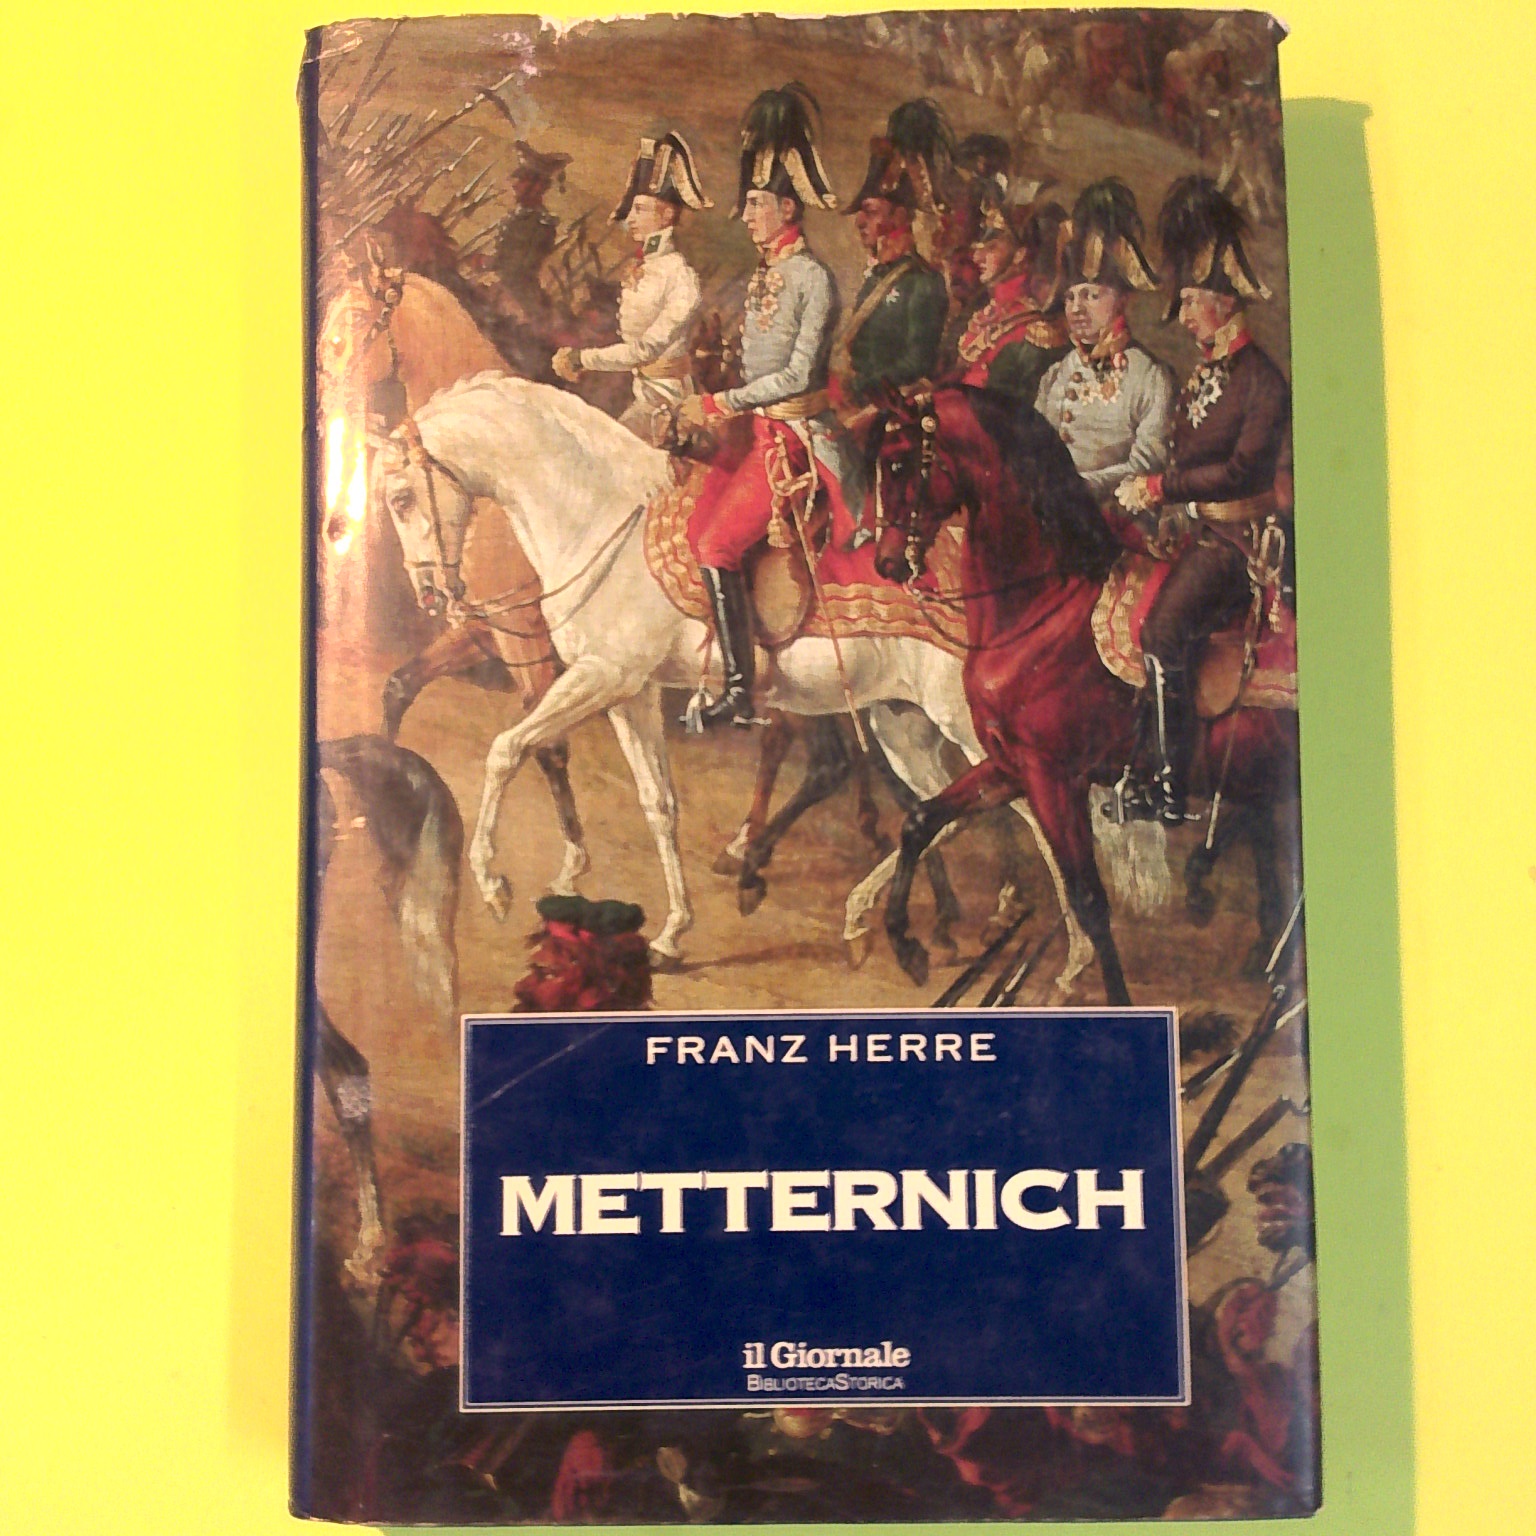 FRANZ HERRE
METTERNICH
il Giornale
BIBLIOTECASTORICA